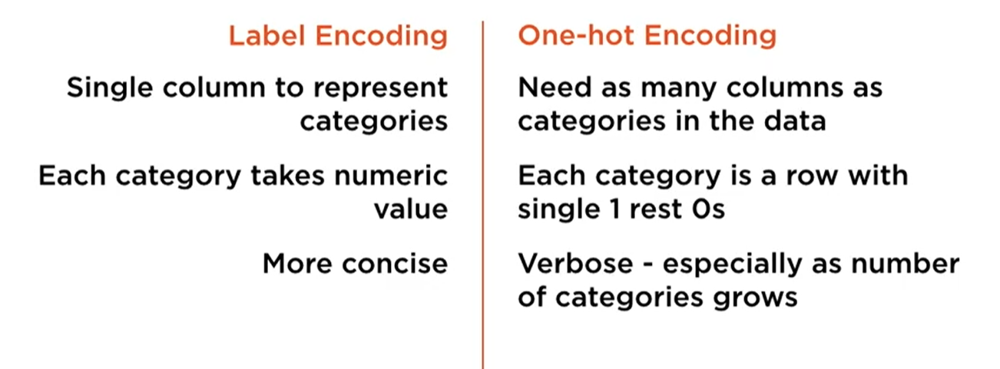 Label Encoding
Single column to represent
categories
Each category takes numeric
value
More concise
One-hot Encoding
Need as many columns as
categories in the data
Each category is a row with
single 1 rest 0s
Verbose - especially as number
of categories grows